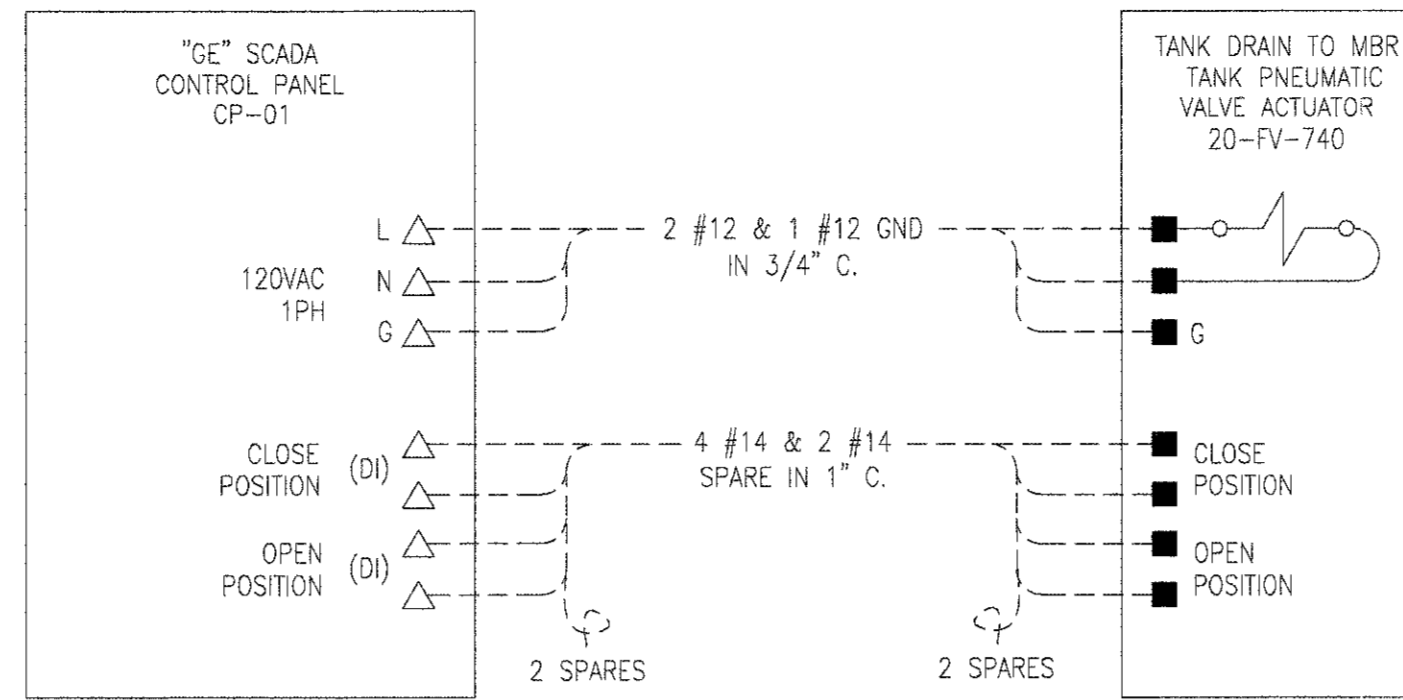 "GE" SCADA
CONTROL PANEL
CP-01
TANK DRAIN TO MBR
TANK PNEUMATIC
VALVE ACTUATOR
20-FV-740
120VAC
1PH
L
N
G
2 #12 & 1 #12 GND
IN 3/4" C.
G
CLOSE
POSITION
(DI)
OPEN
POSITION
(DI)
4 #14 & 2 #14
SPARE IN 1" C.
CLOSE
POSITION
OPEN
POSITION
2 SPARES
2 SPARES